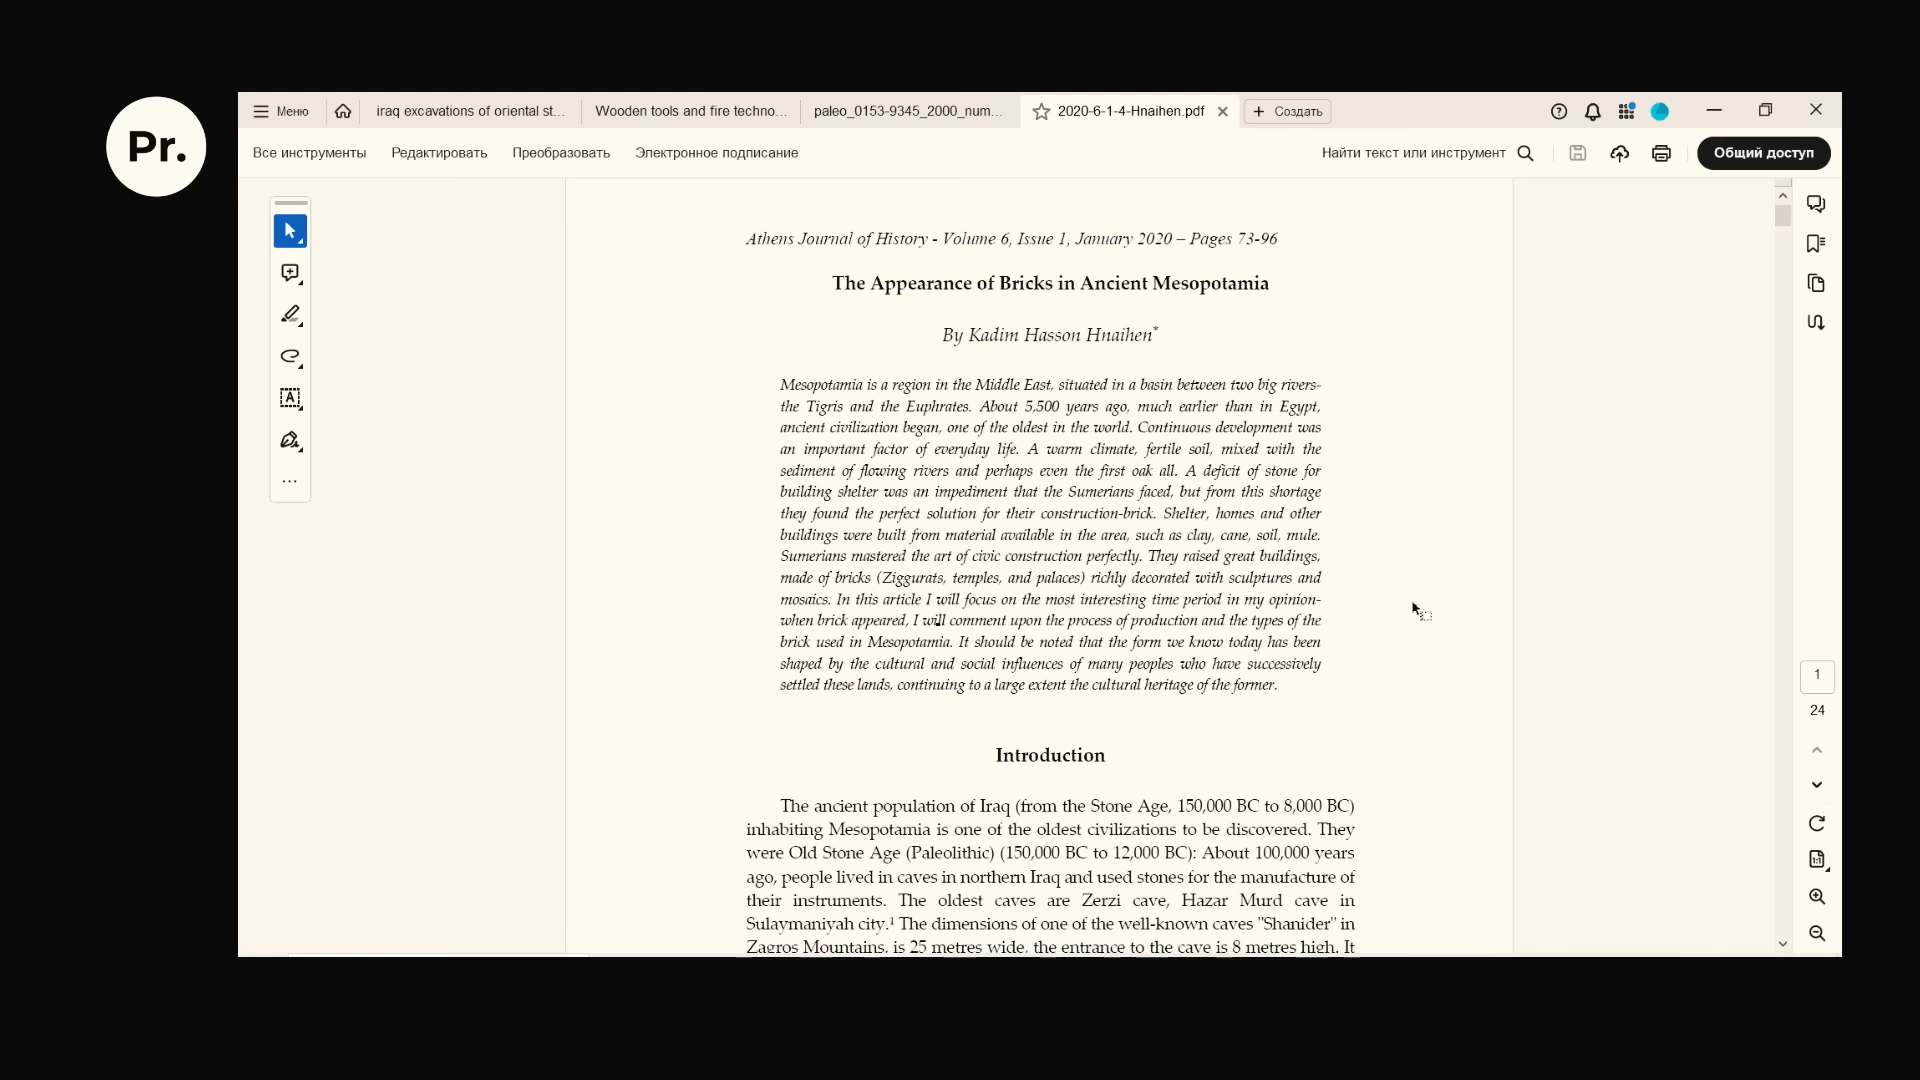 Pr.
Меню
iraq excavations of oriental st...
Wooden tools and fire techno...
paleo_0153-9345_2000_num...
2020-6-1-4-Hnaihen.pdf
Создать
Все инструменты
Редактировать
Преобразовать
Электронное подписание
Найти текст или инструмент
Общий доступ
Athens Journal of History - Volume 6, Issue 1, January 2020 – Pages 73-96
The Appearance of Bricks in Ancient Mesopotamia
By Kadim Hasson Hnaihen*
Mesopotamia is a region in the Middle East, situated in a basin between two big rivers-
the Tigris and the Euphrates. About 5,500 years ago, much earlier than in Egypt,
ancient civilization began, one of the oldest in the world. Continuous development was
an important factor of everyday life. A warm climate, fertile soil, mixed with the
sediment of flowing rivers and perhaps even the first oak all. A deficit of stone for
building shelter was an impediment that the Sumerians faced, but from this shortage
they found the perfect solution for their construction-brick. Shelter, homes and other
buildings were built from material available in the area, such as clay, cane, soil, mule.
Sumerians mastered the art of civic construction perfectly. They raised great buildings,
made of bricks (Ziggurats, temples, and palaces) richly decorated with sculptures and
mosaics. In this article I will focus on the most interesting time period in my opinion-
when brick appeared, I will comment upon the process of production and the types of the
brick used in Mesopotamia. It should be noted that the form we know today has been
shaped by the cultural and social influences of many peoples who have successively
settled these lands, continuing to a large extent the cultural heritage of the former.
Introduction
The ancient population of Iraq (from the Stone Age, 150,000 BC to 8,000 BC)
inhabiting Mesopotamia is one of the oldest civilizations to be discovered. They
were Old Stone Age (Paleolithic) (150,000 BC to 12,000 BC): About 100,000 years
ago, people lived in caves in northern Iraq and used stones for the manufacture of
their instruments. The oldest caves are Zerzi cave, Hazar Murd cave in
Sulaymaniyah city.¹ The dimensions of one of the well-known caves "Shanider" in
Zagros Mountains, is 25 metres wide, the entrance to the cave is 8 metres high. It
1
24